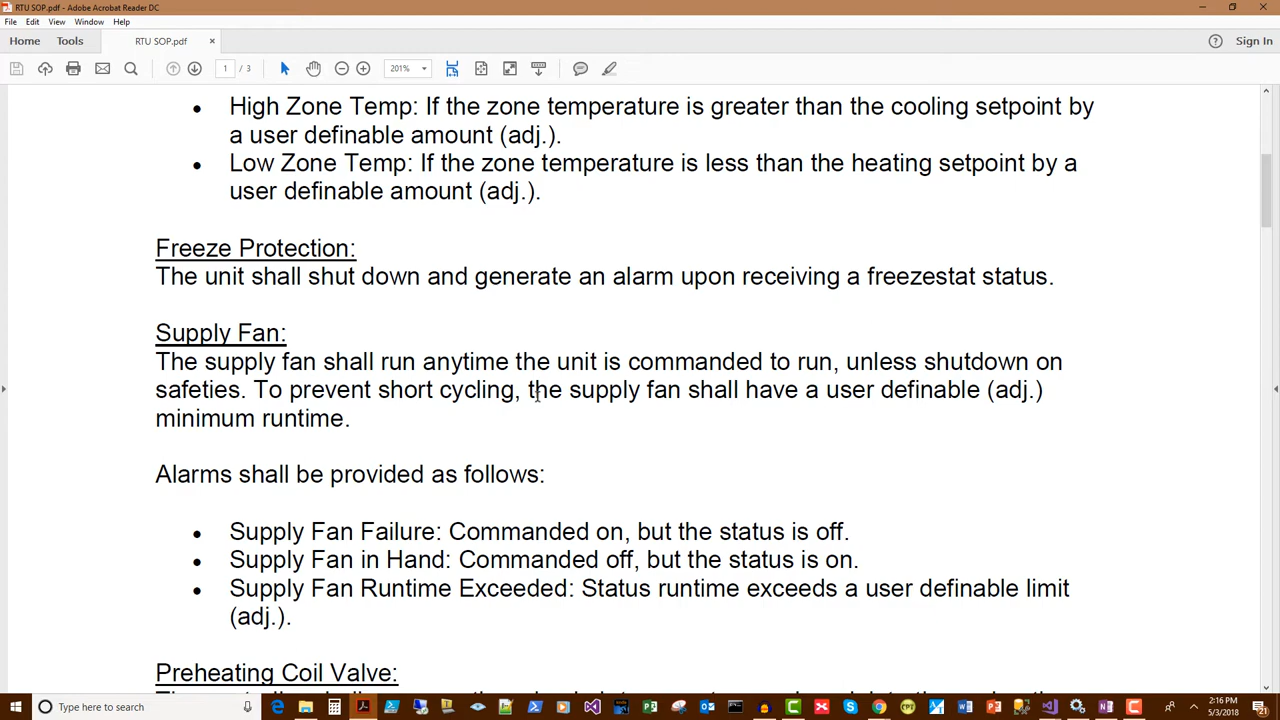 RTU SOP.pdf - Adobe Acrobat Reader DC
File Edit View Window Help
Home Tools RTU SOP.pdf × Sign In
1 / 3 201%
• High Zone Temp: If the zone temperature is greater than the cooling setpoint by
a user definable amount (adj.).
• Low Zone Temp: If the zone temperature is less than the heating setpoint by a
user definable amount (adj.).
Freeze Protection:
The unit shall shut down and generate an alarm upon receiving a freezestat status.
Supply Fan:
The supply fan shall run anytime the unit is commanded to run, unless shutdown on
safeties. To prevent short cycling, the supply fan shall have a user definable (adj.)
minimum runtime.
Alarms shall be provided as follows:
• Supply Fan Failure: Commanded on, but the status is off.
• Supply Fan in Hand: Commanded off, but the status is on.
• Supply Fan Runtime Exceeded: Status runtime exceeds a user definable limit
(adj.).
Preheating Coil Valve:
Type here to search
2:16 PM
5/3/2018